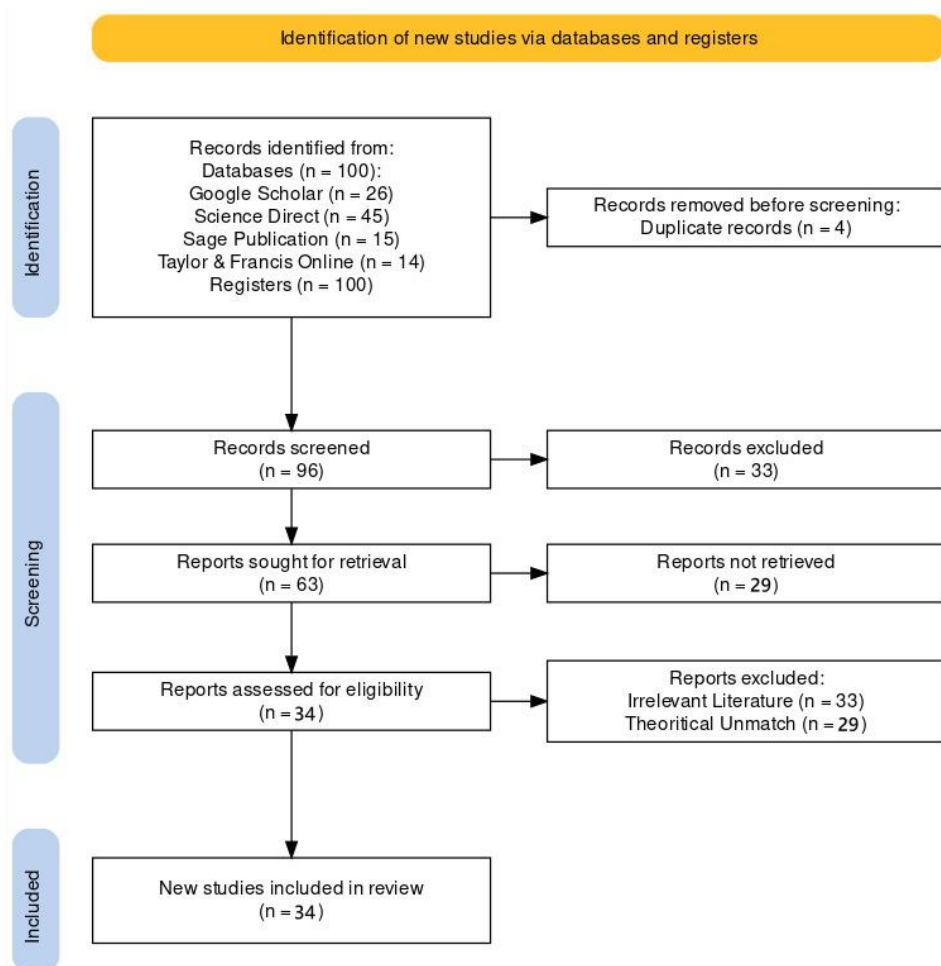 Identification of new studies via databases and registers
Identification
Records identified from:
Databases (n = 100):
Google Scholar (n = 26)
Science Direct (n = 45)
Sage Publication (n = 15)
Taylor & Francis Online (n = 14)
Registers (n = 100)
Records removed before screening:
Duplicate records (n = 4)
Screening
Records screened
(n = 96)
Records excluded
(n = 33)
Reports sought for retrieval
(n = 63)
Reports not retrieved
(n = 29)
Reports assessed for eligibility
(n = 34)
Reports excluded:
Irrelevant Literature (n = 33)
Theoritical Unmatch (n = 29)
Included
New studies included in review
(n = 34)